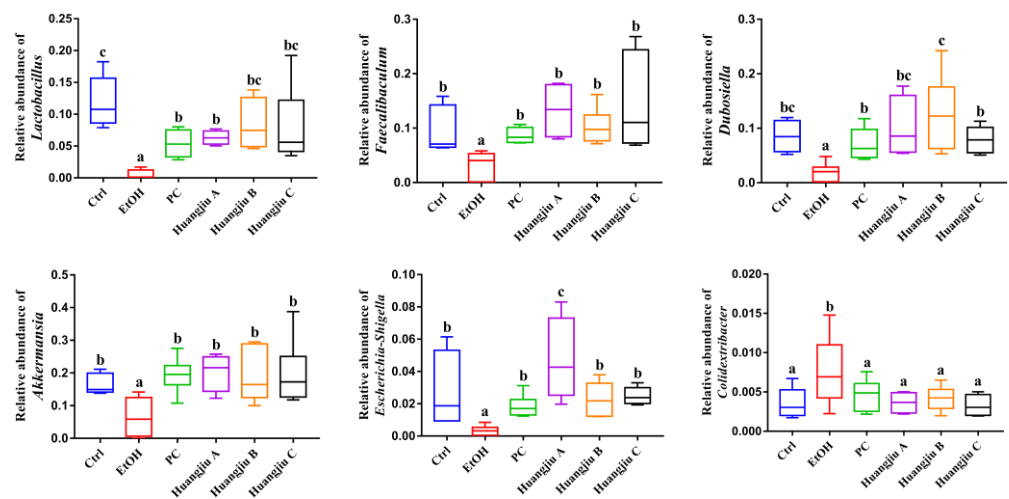 Relative abundance of
Lactobacillus
0.25
0.20
0.15
0.10
0.05
0.00
c
a
b
b
bc
bc
Ctrl
EtOH
PC
Huangjiu A
Huangjiu B
Huangjiu C
Relative abundance of
Faecalibaculum
0.3
0.2
0.1
0.0
b
a
b
b
b
b
Ctrl
EtOH
PC
Huangjiu A
Huangjiu B
Huangjiu C
Relative abundance of
Dubosiella
0.3
0.2
0.1
0.0
bc
a
b
bc
c
b
Ctrl
EtOH
PC
Huangjiu A
Huangjiu B
Huangjiu C
Relative abundance of
Akkermansia
0.5
0.4
0.3
0.2
0.1
0.0
b
a
b
b
b
b
Ctrl
EtOH
PC
Huangjiu A
Huangjiu B
Huangjiu C
Relative abundance of
Escherichia-Shigella
0.10
0.08
0.06
0.04
0.02
0.00
b
a
b
c
b
b
Ctrl
EtOH
PC
Huangjiu A
Huangjiu B
Huangjiu C
Relative abundance of
Colidextribacter
0.020
0.015
0.010
0.005
0.000
a
b
a
a
a
a
Ctrl
EtOH
PC
Huangjiu A
Huangjiu B
Huangjiu C